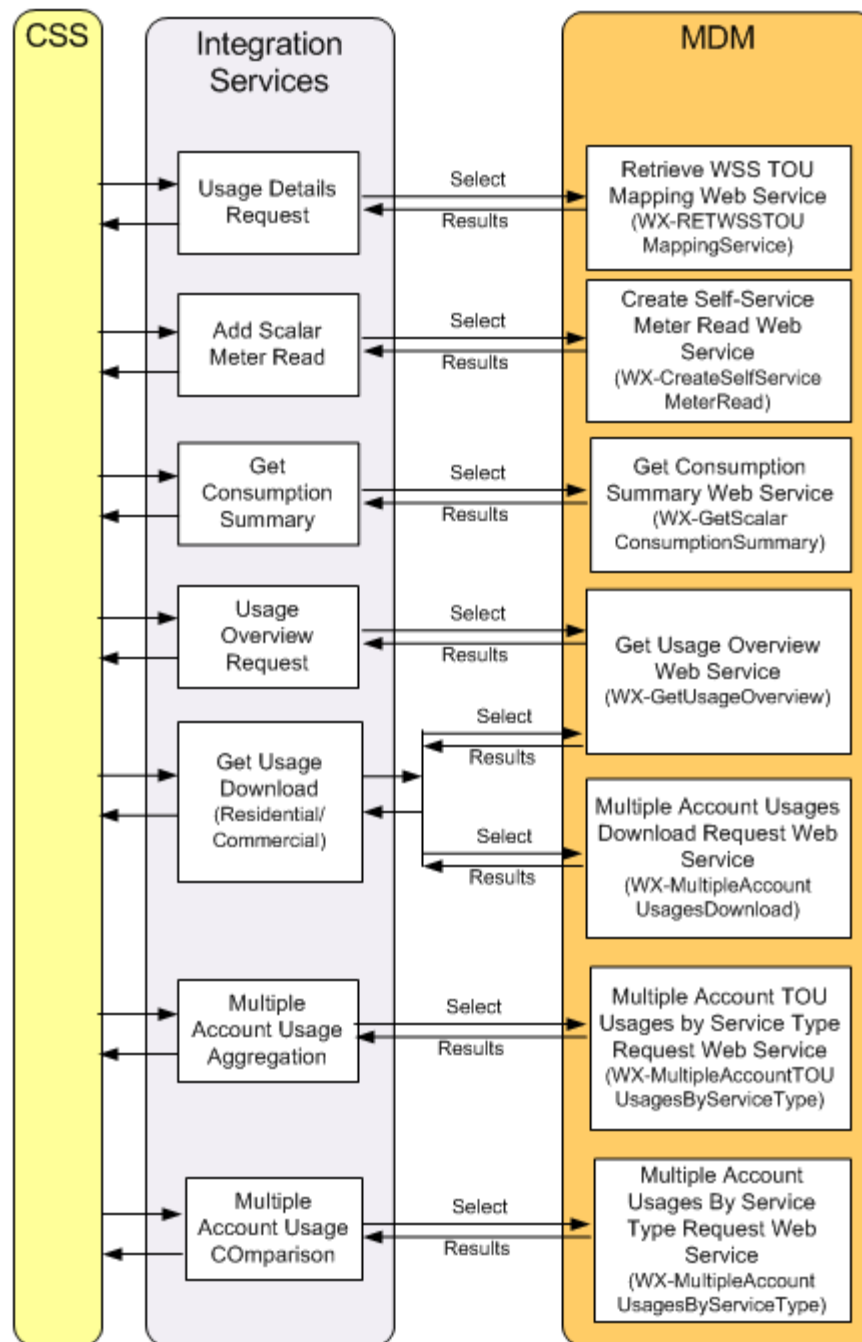 CSS
Integration
Services
MDM
Usage Details
Request
Select
Results
Retrieve WSS TOU
Mapping Web Service
(WX-RETWSSTOU
MappingService)
Add Scalar
Meter Read
Select
Results
Create Self-Service
Meter Read Web
Service
(WX-CreateSelfService
MeterRead)
Get
Consumption
Summary
Select
Results
Get Consumption
Summary Web Service
(WX-GetScalar
ConsumptionSummary)
Usage
Overview
Request
Select
Results
Get Usage Overview
Web Service
(WX-GetUsageOverview)
Get Usage
Download
(Residential/
Commercial)
Select
Results
Select
Results
Multiple Account Usages
Download Request Web
Service
(WX-MultipleAccount
UsagesDownload)
Multiple
Account Usage
Aggregation
Select
Results
Multiple Account TOU
Usages by Service Type
Request Web Service
(WX-MultipleAccountTOU
UsagesByServiceType)
Multiple
Account Usage
COmparison
Select
Results
Multiple Account
Usages By Service
Type Request Web
Service
(WX-MultipleAccount
UsagesByServiceType)